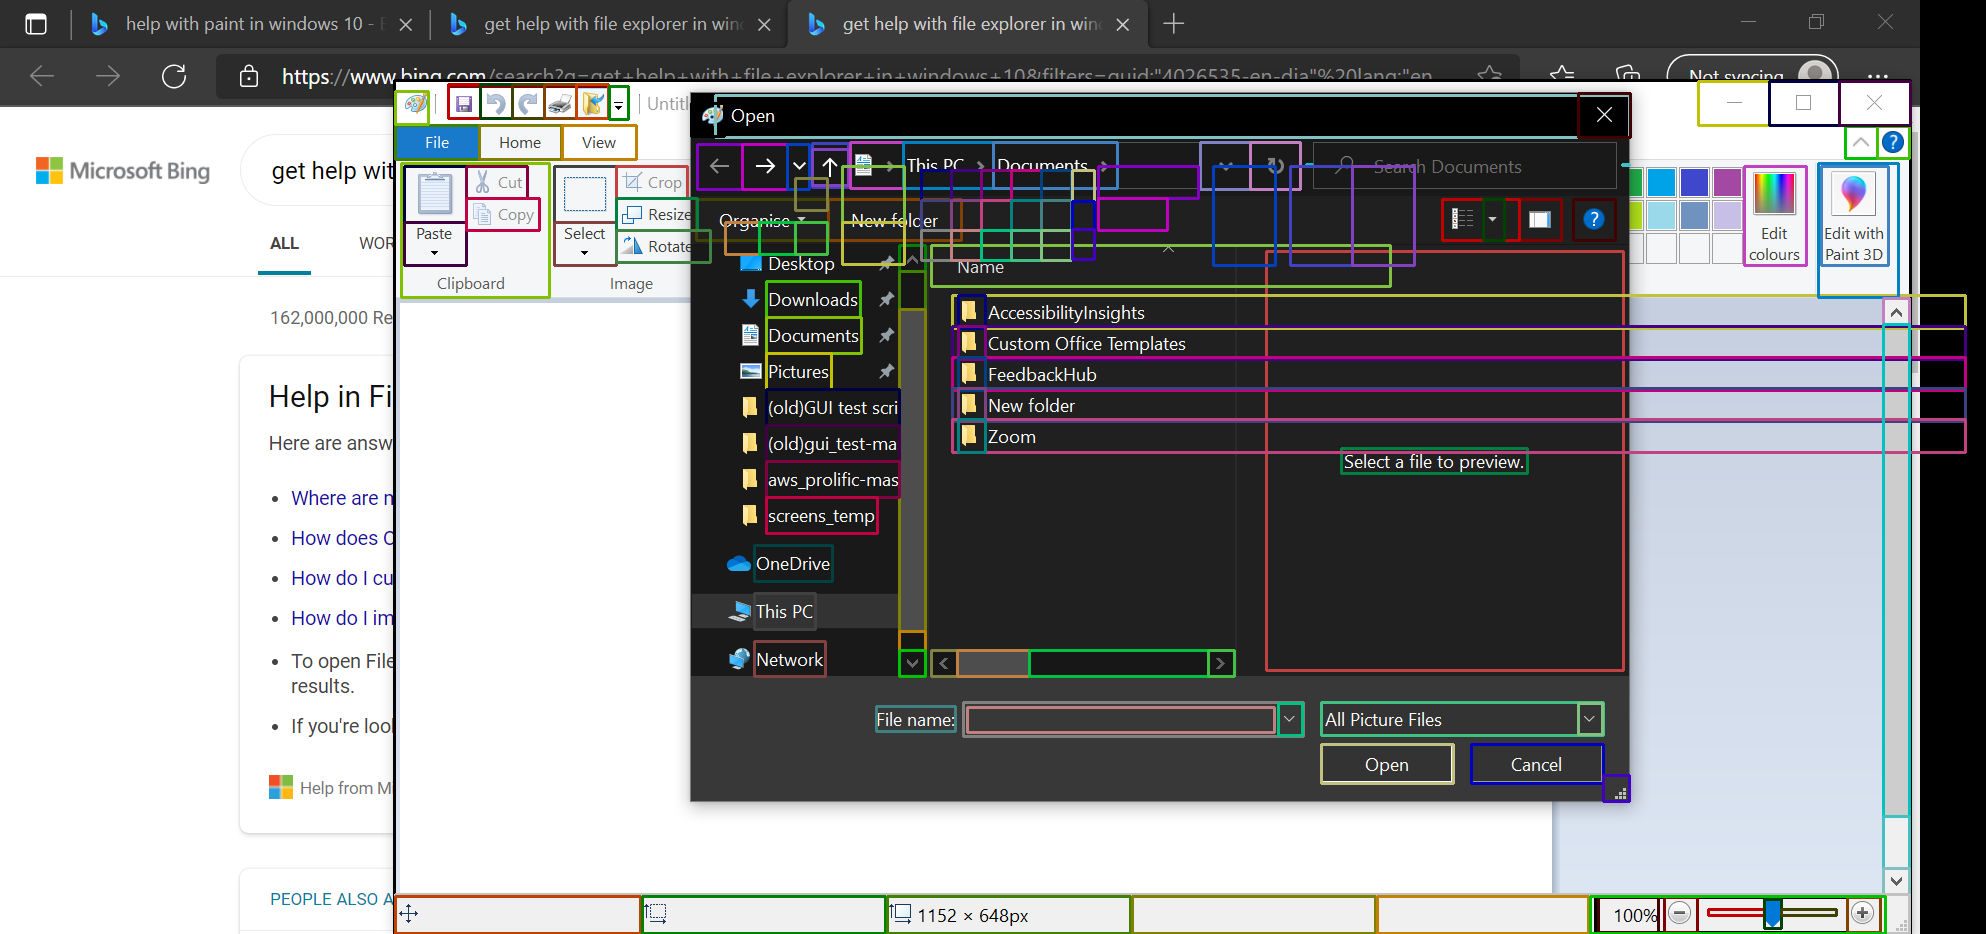 help with paint in windows 10 -
get help with file explorer in win
get help with file explorer in win
https://www.bing.com/search?q=get+help+with+file+explorer+in+windows+10&filters=guid:"4026535-en-dia"%20lang:"en
Not syncing
Microsoft Bing
get help wit
ALL
WOR
162,000,000 Re
Help in Fi
Here are answ
Where are n
How does C
How do I cu
How do I im
To open File
results.
If you're lool
Help from Mi
PEOPLE ALSO A
Untitl
File
Home
View
Paste
Cut
Copy
Clipboard
Select
Crop
Resize
Rotate
Image
Edit
colours
Edit with
Paint 3D
Open
This PC
Documents
Search Documents
Organise
New folder
Desktop
Downloads
Documents
Pictures
(old)GUI test scri
(old)gui_test-ma
aws_prolific-mas
screens_temp
OneDrive
This PC
Network
Name
AccessibilityInsights
Custom Office Templates
FeedbackHub
New folder
Zoom
Select a file to preview.
File name:
All Picture Files
Open
Cancel
1152 × 648px
100%